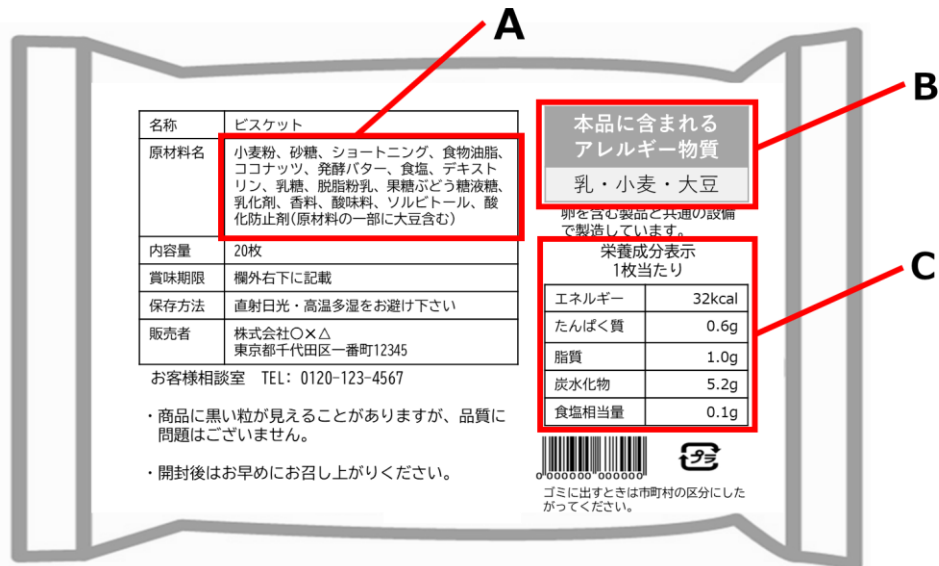 A
B
C
名称 ビスケット
原材料名 小麦粉、砂糖、ショートニング、食物油脂、
ココナッツ、発酵バター、食塩、デキスト
リン、乳糖、脱脂粉乳、果糖ぶどう糖液糖、
乳化剤、香料、酸味料、ソルビトール、酸
化防止剤(原材料の一部に大豆含む)
内容量 20枚
賞味期限 欄外右下に記載
保存方法 直射日光・高温多湿をお避け下さい
販売者 株式会社〇×△
東京都千代田区一番町12345
お客様相談室 TEL: 0120-123-4567
・商品に黒い粒が見えることがありますが、品質に
問題はございません。
・開封後はお早めにお召し上がりください。
本品に含まれる
アレルギー物質
乳・小麦・大豆
卵を含む製品と共通の設備
で製造しています。
栄養成分表示
1枚当たり
エネルギー 32kcal
たんぱく質 0.6g
脂質 1.0g
炭水化物 5.2g
食塩相当量 0.1g
0 000000 000000
プラ
ゴミに出すときは市町村の区分にした
がってください。